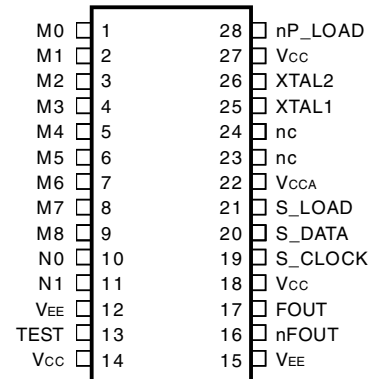 M0 1 28 nP_LOAD
M1 2 27 VCC
M2 3 26 XTAL2
M3 4 25 XTAL1
M4 5 24 nc
M5 6 23 nc
M6 7 22 VCCA
M7 8 21 S_LOAD
M8 9 20 S_DATA
N0 10 19 S_CLOCK
N1 11 18 VCC
VEE 12 17 FOUT
TEST 13 16 nFOUT
VCC 14 15 VEE